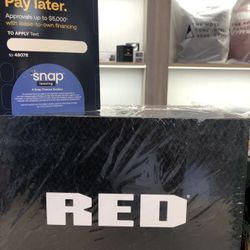 Pay later.
Approvals up to $5,000
with lease-to-own financing
TO APPLY Text
to 48078
snap
leasing
RED